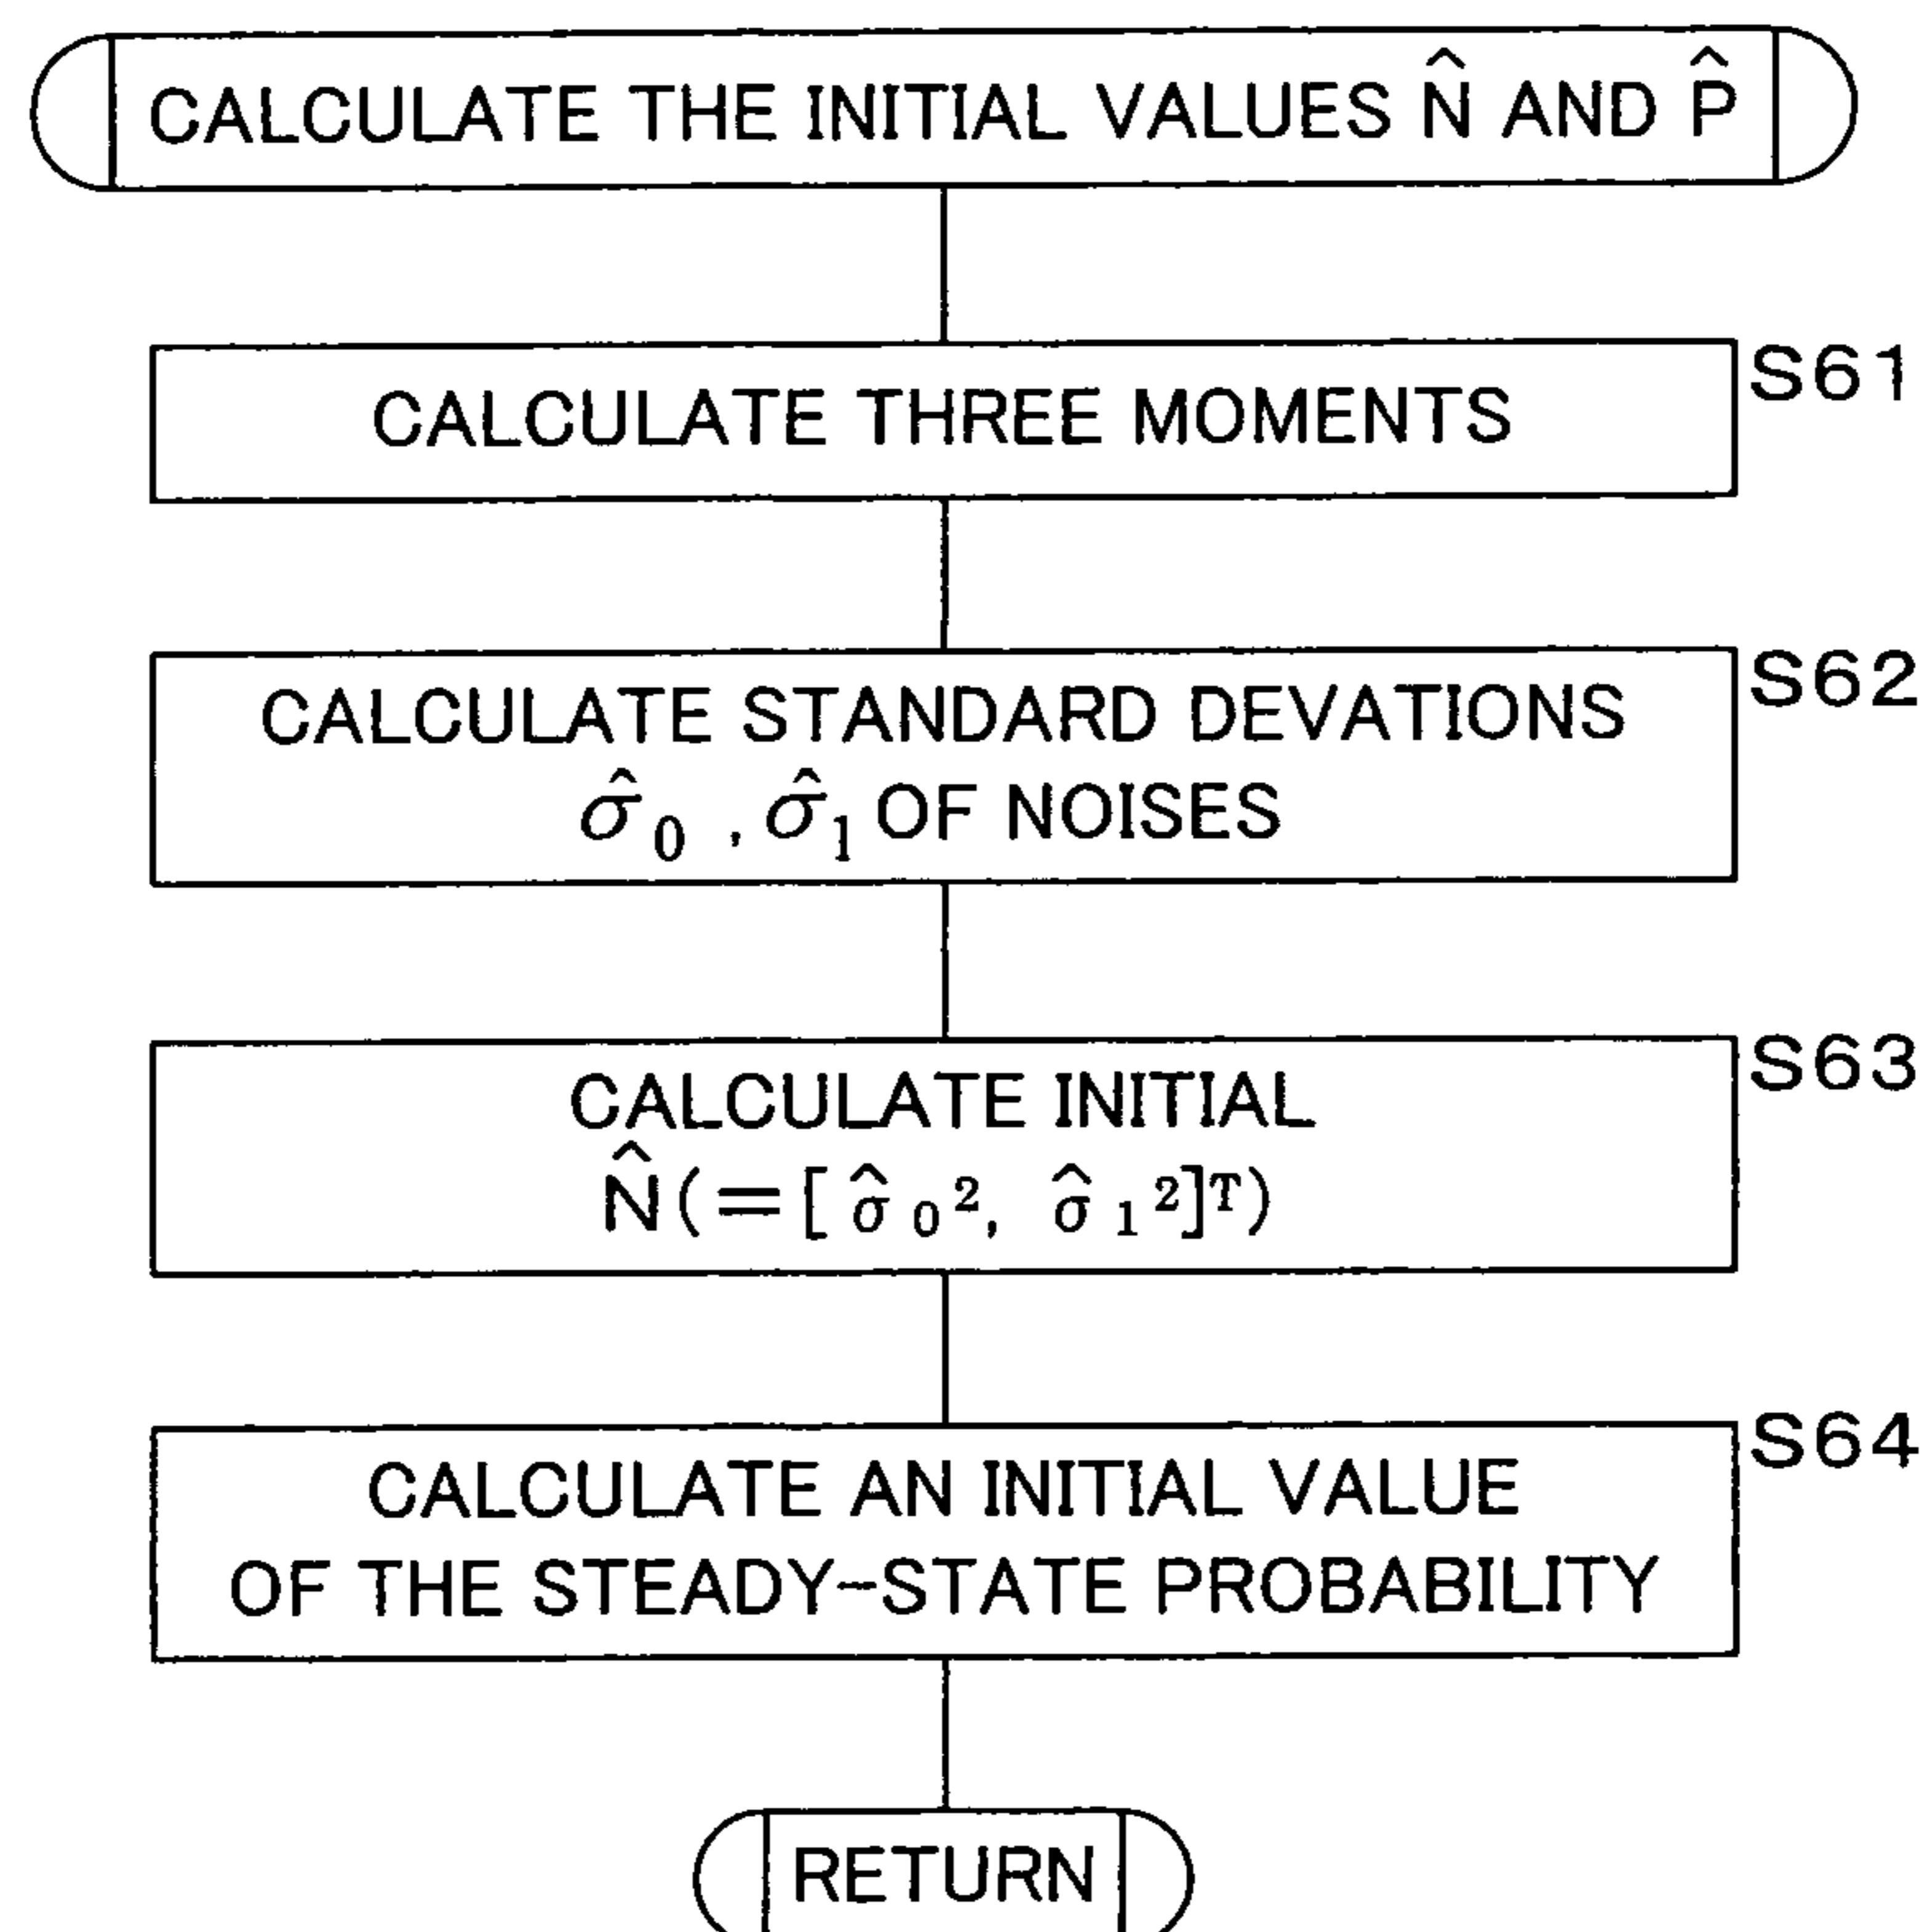 CALCULATE THE INITIAL VALUES N̂ AND P̂
S61
CALCULATE THREE MOMENTS
S62
CALCULATE STANDARD DEVATIONS
σ̂₀ , σ̂₁ OF NOISES
S63
CALCULATE INITIAL
N̂(=[σ̂₀², σ̂₁²]ᵀ)
S64
CALCULATE AN INITIAL VALUE
OF THE STEADY-STATE PROBABILITY
RETURN